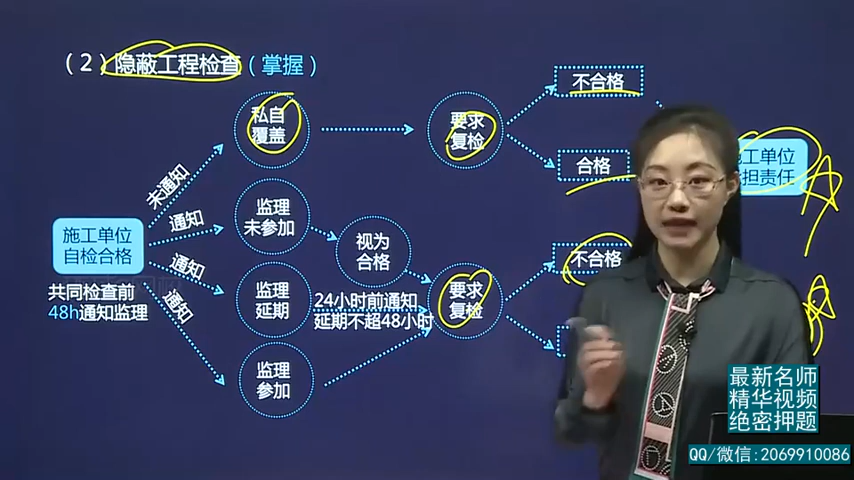 （2）隐蔽工程检查（掌握）
私自
覆盖
要求
复检
不合格
合格
工单位
担责任
未通知
通知
监理
未参加
视为
合格
施工单位
自检合格
共同检查前
48h通知监理
通知
监理
延期
24小时前通知
延期不超48小时
要求
复检
不合格
通知
监理
参加
最新名师
精华视频
绝密押题
QQ/微信:2069910086